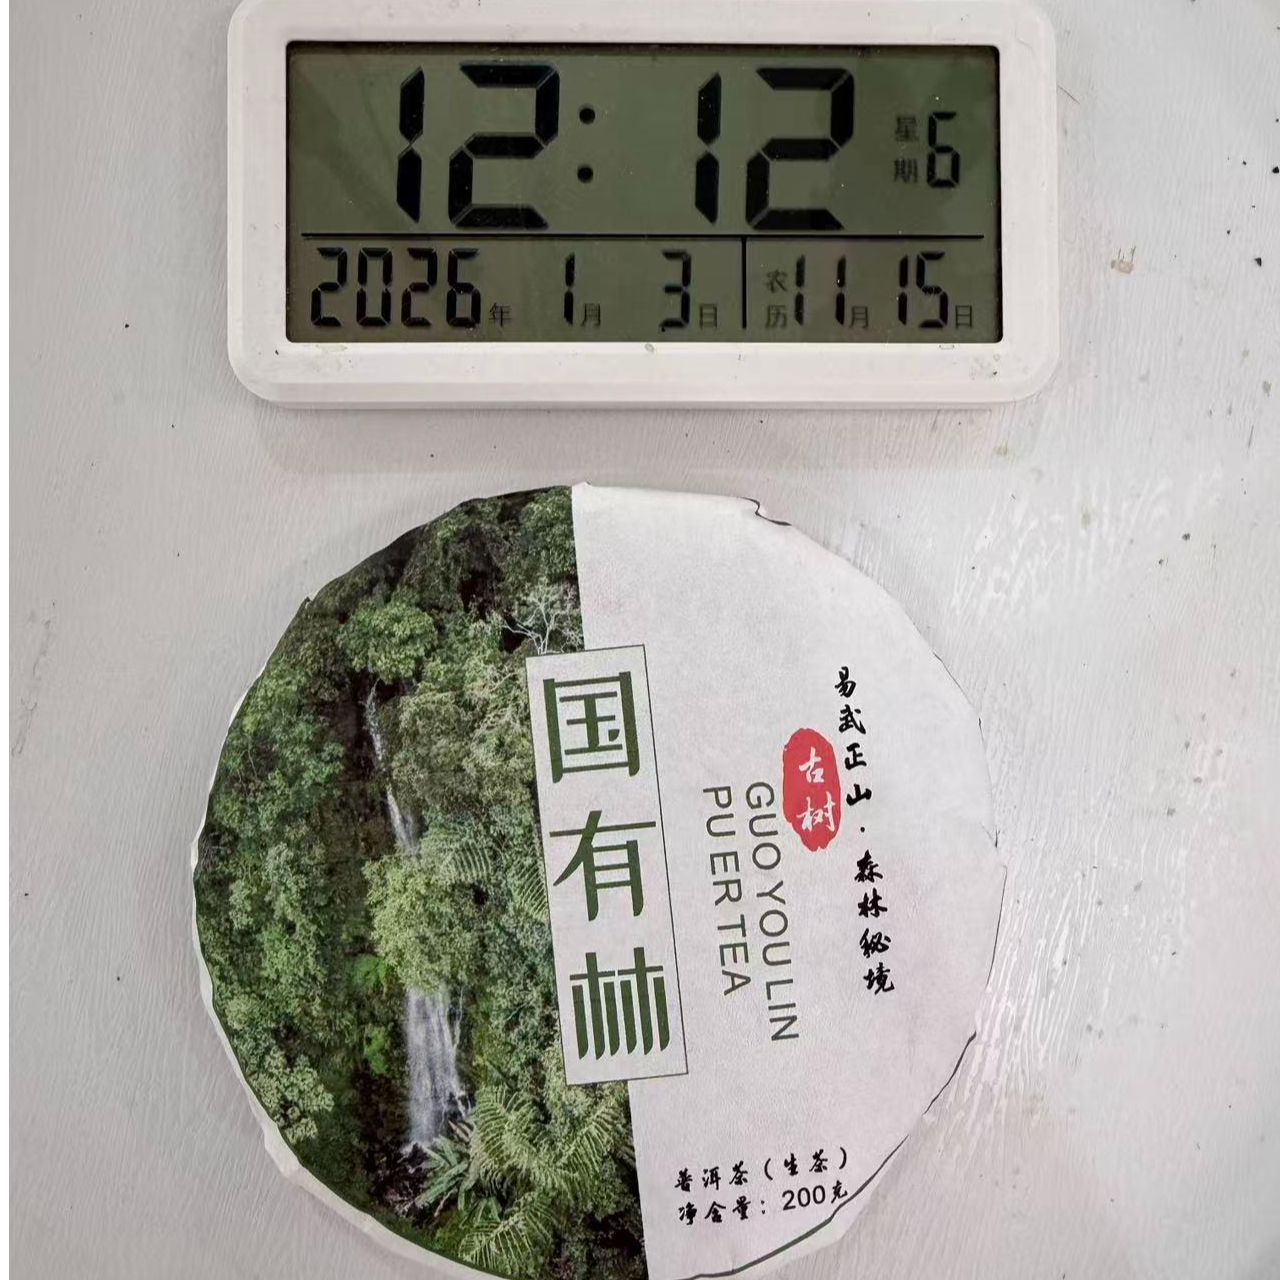 12:12
星期6
2026年 1月 3日
农历11月 15日
国有林
GUO YOU LIN
PU ER TEA
古树
易武正山·森林秘境
普洱茶(生茶)
净含量:200克